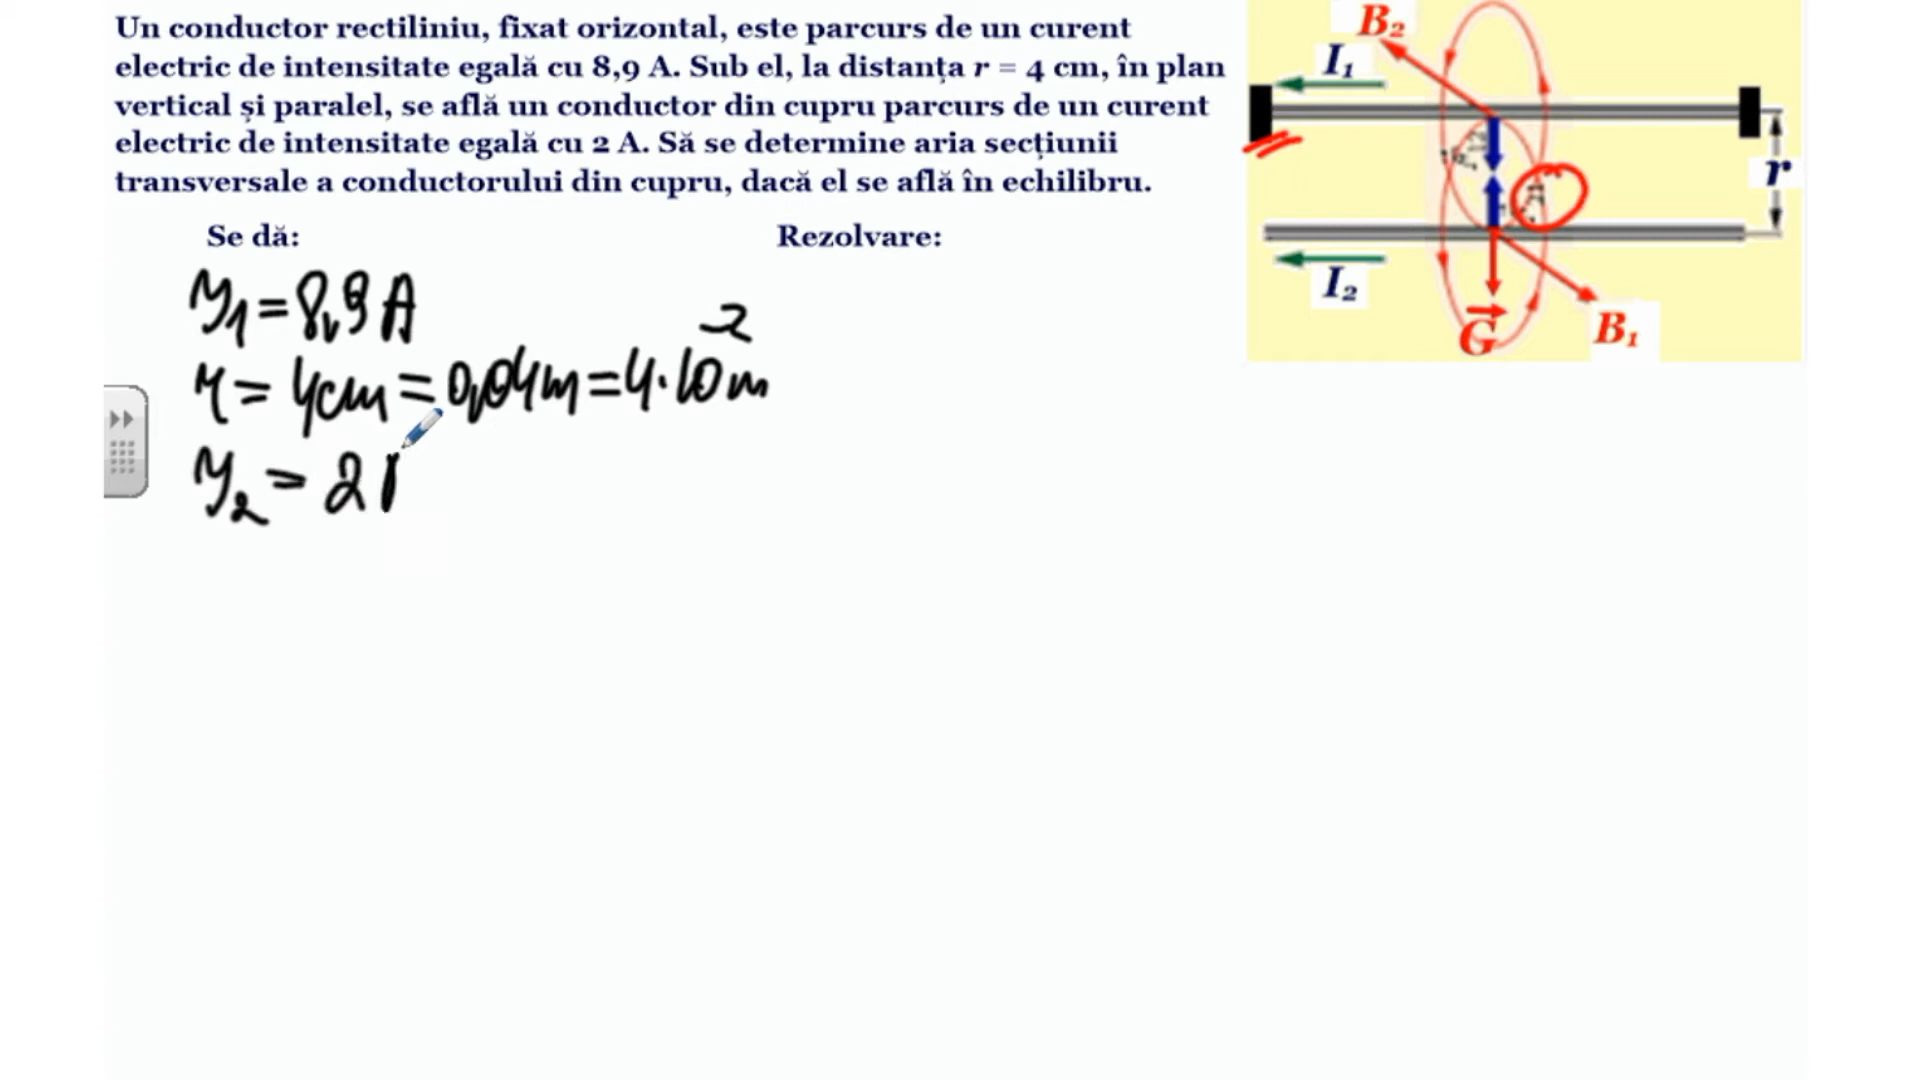 Un conductor rectiliniu, fixat orizontal, este parcurs de un curent
electric de intensitate egală cu 8,9 A. Sub el, la distanța r = 4 cm, în plan
vertical și paralel, se află un conductor din cupru parcurs de un curent
electric de intensitate egală cu 2 A. Să se determine aria secțiunii
transversale a conductorului din cupru, dacă el se află în echilibru.
Se dă:
Rezolvare:
I₁ = 8,9 A
r = 4cm = 0,04m = 4·10⁻² m
I₂ = 2
B₂
I₁
r
I₂
G
B₁